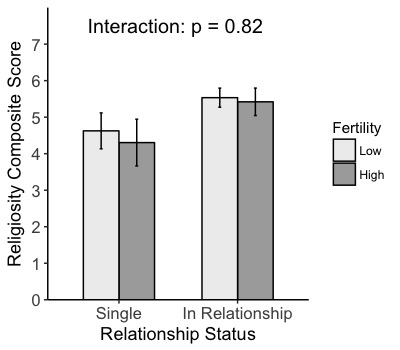 Interaction: p = 0.82
Religiosity Composite Score
7
6
5
4
3
2
1
0
Single
In Relationship
Relationship Status
Fertility
Low
High